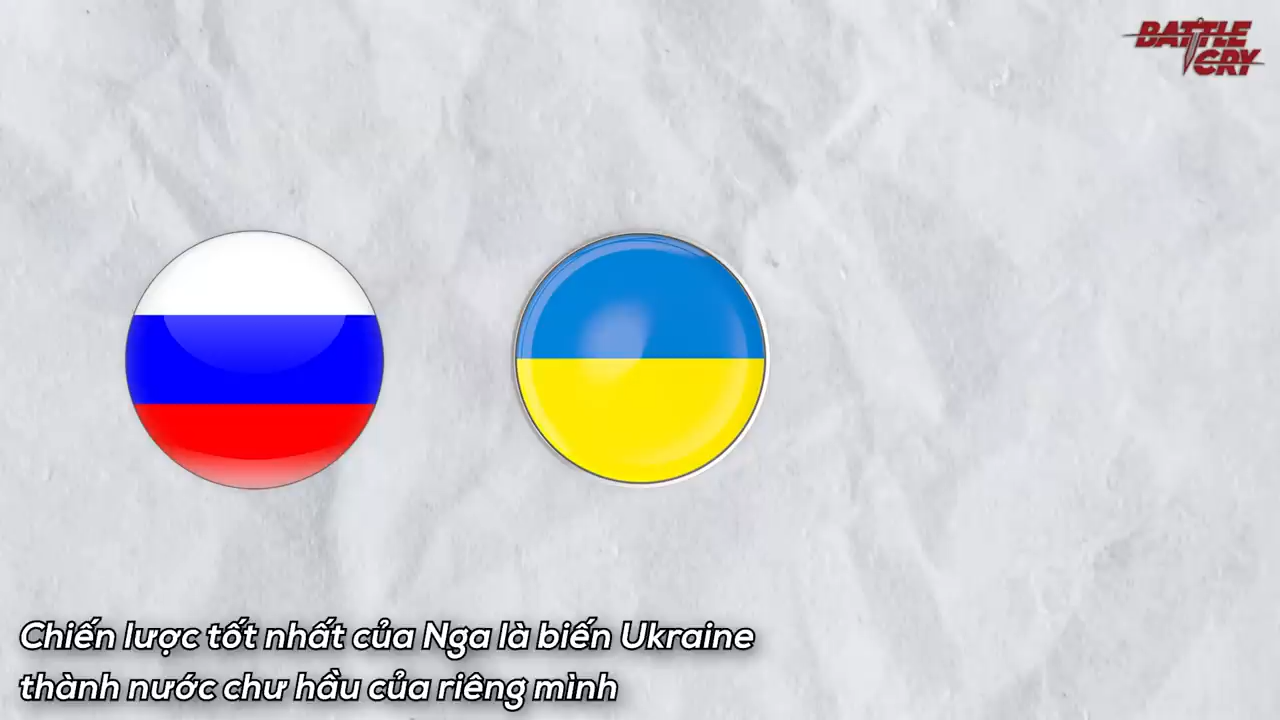 BATTLE
CRY
Chiến lược tốt nhất của Nga là biến Ukraine
thành nước chư hầu của riêng mình